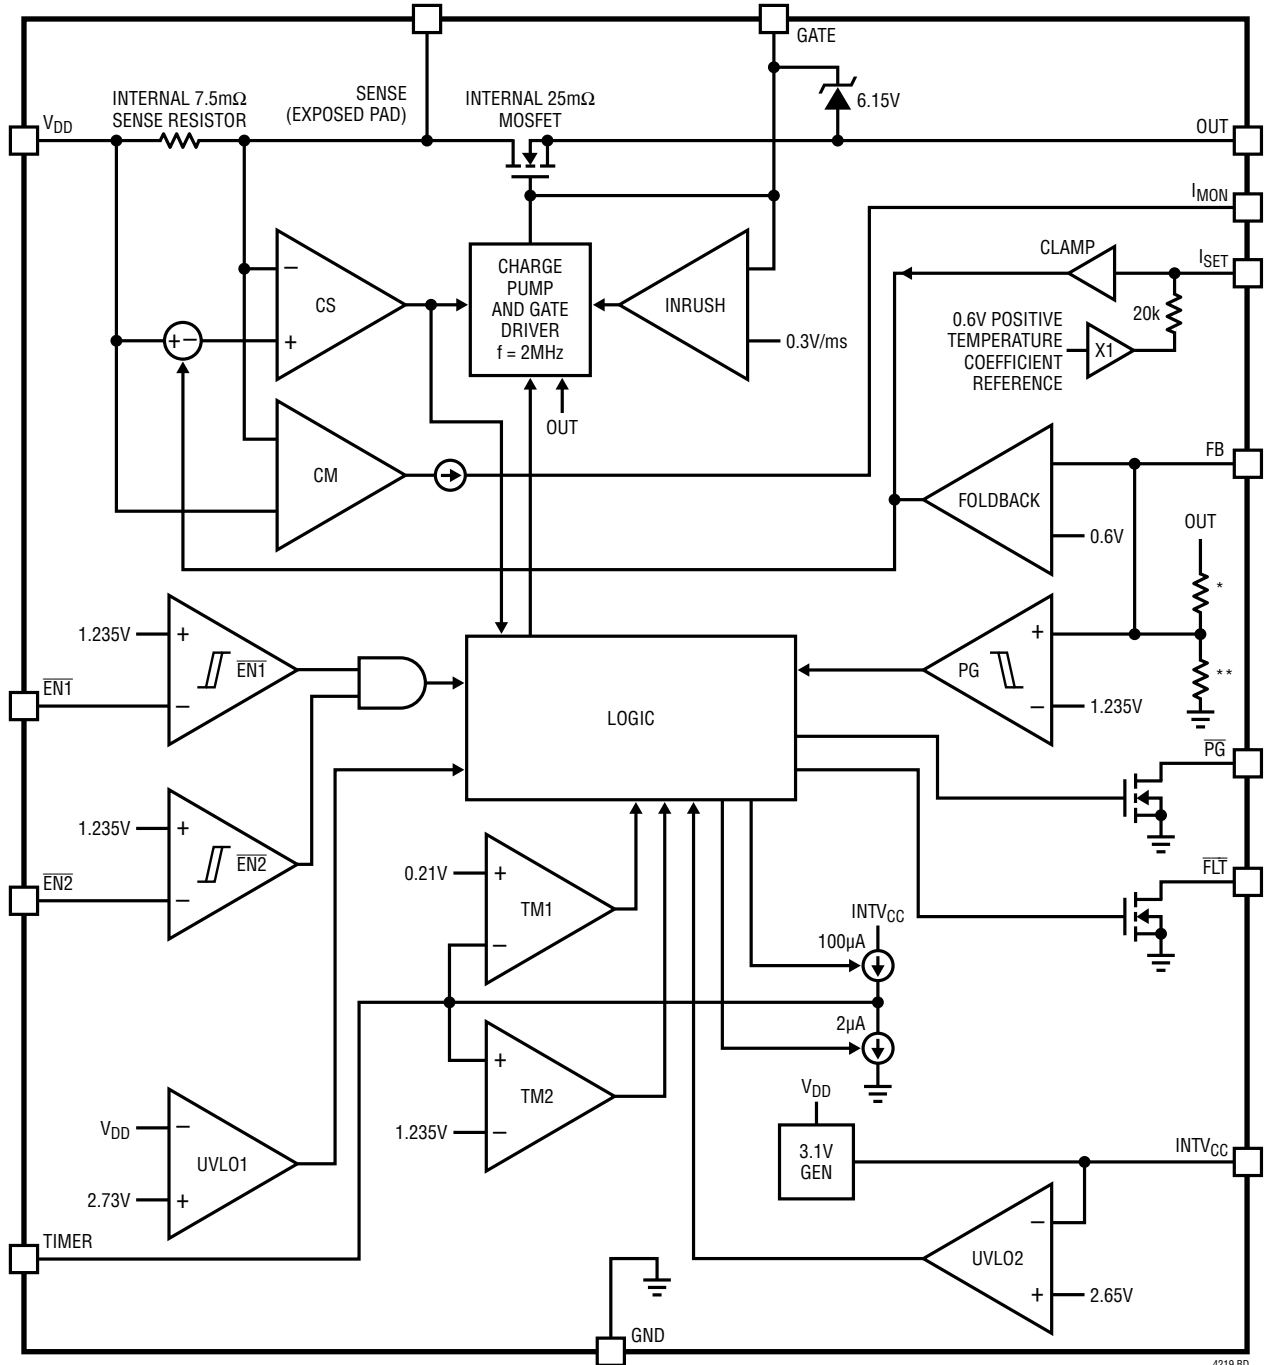 GATE
INTERNAL 7.5mΩ
SENSE RESISTOR
SENSE
(EXPOSED PAD)
INTERNAL 25mΩ
MOSFET
6.15V
VDD
OUT
IMON
CLAMP
ISET
CS
−
+
+−
CHARGE
PUMP
AND GATE
DRIVER
f = 2MHz
INRUSH
0.3V/ms
20k
0.6V POSITIVE
TEMPERATURE
COEFFICIENT
REFERENCE
X1
OUT
CM
FB
FOLDBACK
0.6V
OUT
*
**
1.235V
+
EN1
−
EN1
PG
+
−
1.235V
LOGIC
PG
1.235V
+
EN2
−
EN2
0.21V
+
TM1
−
FLT
INTVCC
100µA
2µA
+
TM2
−
1.235V
VDD
3.1V
GEN
INTVCC
VDD
−
UVLO1
2.73V
+
TIMER
−
UVLO2
+
2.65V
GND
4219 BD